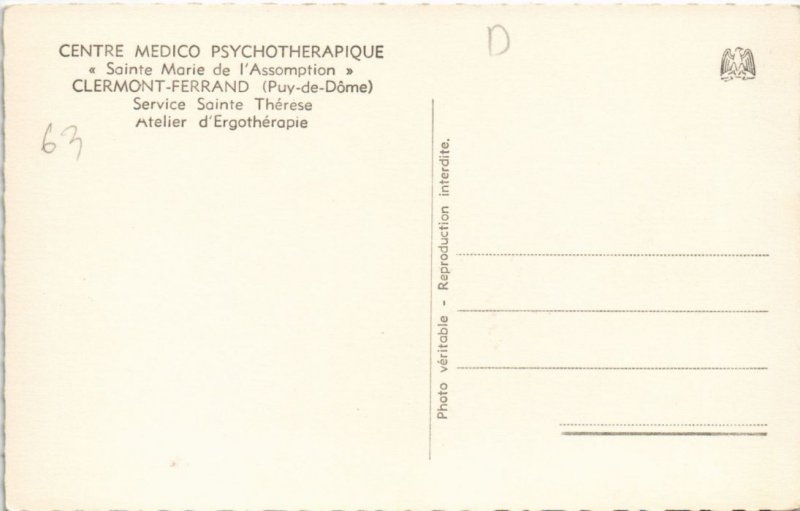 CENTRE MEDICO PSYCHOTHERAPIQUE
« Sainte Marie de l'Assomption »
CLERMONT-FERRAND (Puy-de-Dôme)
Service Sainte Thérèse
Atelier d'Ergothérapie
63
D
Photo véritable - Reproduction interdite.